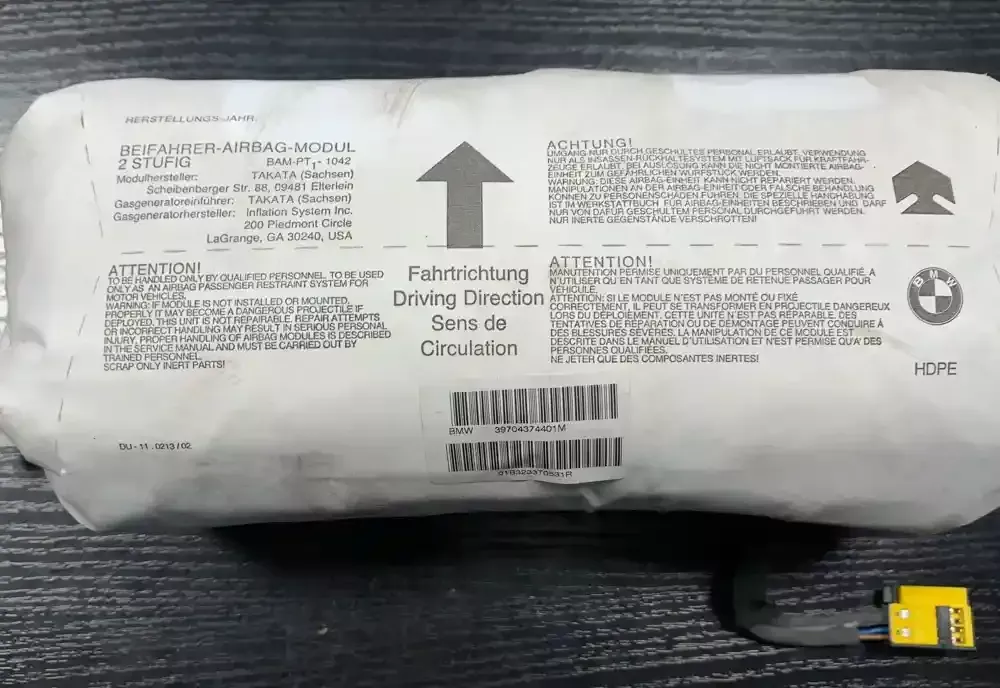 HERSTELLUNGSJAHR:
BEIFAHRER-AIRBAG-MODUL
2 STUFIG BAM-PT1- 1042
Modulhersteller: TAKATA (Sachsen)
Scheibenberger Str. 88, 09481 Elterlein
Gasgeneratoreinführer: TAKATA (Sachsen)
Gasgeneratorhersteller: Inflation System Inc.
200 Piedmont Circle
LaGrange, GA 30240, USA
ACHTUNG!
UMGANG NUR DURCH GESCHULTES PERSONAL ERLAUBT, VERWENDUNG
NUR ALS INSASSEN-RÜCKHALTESYSTEM MIT LUFTSACK FÜR KRAFTFAHR-
ZEUGE ERLAUBT. BEI AUSLÖSUNG KANN DIE NICHT MONTIERTE AIRBAG-
EINHEIT ZUM GEFÄHRLICHEN WURFSTÜCK WERDEN.
WARNUNG: DIESE AIRBAG-EINHEIT KANN NICHT REPARIERT WERDEN.
MANIPULATIONEN AN DER AIRBAG-EINHEIT ODER FALSCHE BEHANDLUNG
KÖNNEN ZU PERSONENSCHÄDEN FÜHREN. DIE SPEZIELLE HANDHABUNG
IST IM WERKSTATTBUCH FÜR AIRBAG-EINHEITEN BESCHRIEBEN UND DARF
NUR VON DAFÜR GESCHULTEM PERSONAL DURCHGEFÜHRT WERDEN.
NUR INERTE GEGENSTÄNDE VERSCHROTTEN!
ATTENTION!
TO BE HANDLED ONLY BY QUALIFIED PERSONNEL, TO BE USED
ONLY AS AN AIRBAG PASSENGER RESTRAINT SYSTEM FOR
MOTOR VEHICLES.
WARNING: IF MODULE IS NOT INSTALLED OR MOUNTED,
PROPERLY IT MAY BECOME A DANGEROUS PROJECTILE IF
DEPLOYED. THIS UNIT IS NOT REPAIRABLE. REPAIR ATTEMPTS
OR INCORRECT HANDLING MAY RESULT IN SERIOUS PERSONAL
INJURY, PROPER HANDLING OF AIRBAG MODULES IS DESCRIBED
IN THE SERVICE MANUAL AND MUST BE CARRIED OUT BY
TRAINED PERSONNEL.
SCRAP ONLY INERT PARTS!
Fahrtrichtung
Driving Direction
Sens de
Circulation
ATTENTION!
MANUTENTION PERMISE UNIQUEMENT PAR DU PERSONNEL QUALIFIÉ, A
N'UTILISER QU'EN TANT QUE SYSTEME DE RETENUE PASSAGER POUR
VEHICULE.
ATTENTION: SI LE MODULE N'EST PAS MONTÉ OU FIXÉ
CORRECTEMENT, IL PEUT SE TRANSFORMER EN PROJECTILE DANGEREUX
LORS DU DÉPLOIEMENT, CETTE UNITE N'EST PAS RÉPARABLE. DES
TENTATIVES DE RÉPARATION OU DE DÉMONTAGE PEUVENT CONDUIRE À
DES BLESSURES SÉVÈRES. LA MANIPULATION DE CE MODULE EST
DECRITE DANS LE MANUEL D'UTILISATION ET N'EST PERMISE QU'A DES
PERSONNES QUALIFIÉES.
NE JETER QUE DES COMPOSANTES INERTES!
BMW
HDPE
BMW 39704374401M
DU - 11 . 0213 / 02